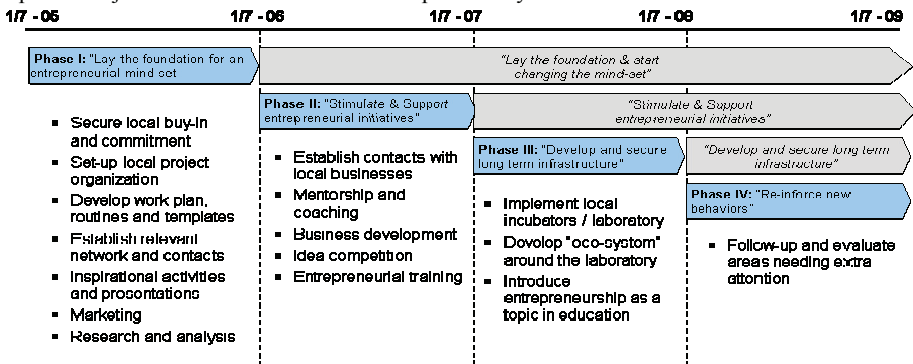 1/7 - 05 1/7 - 06 1/7 - 07 1/7 - 08 1/7 - 09
Phase I: "Lay the foundation for an
entrepreneurial mind set
"Lay the foundation & start
changing the mind-set"
Phase II: "Stimulate & Support
entrepreneurial initiatives"
"Stimulate & Support
entrepreneurial initiatives"
Phase III: "Develop and secure
long term infrastructure"
"Develop and secure long term
infrastructure"
Phase IV: "Re-inforce new
behaviors"
▪ Secure local buy-in
and commitment
▪ Set-up local project
organization
▪ Develop work plan,
routines and templates
▪ Establish relevant
network and contacts
▪ Inspirational activities
and presentations
▪ Marketing
▪ Research and analysis
▪ Establish contacts with
local businesses
▪ Mentorship and
coaching
▪ Business development
▪ Idea competition
▪ Entrepreneurial training
▪ Implement local
incubators / laboratory
▪ Develop "eco-system"
around the laboratory
▪ Introduce
entrepreneurship as a
topic in education
▪ Follow-up and evaluate
areas needing extra
attention